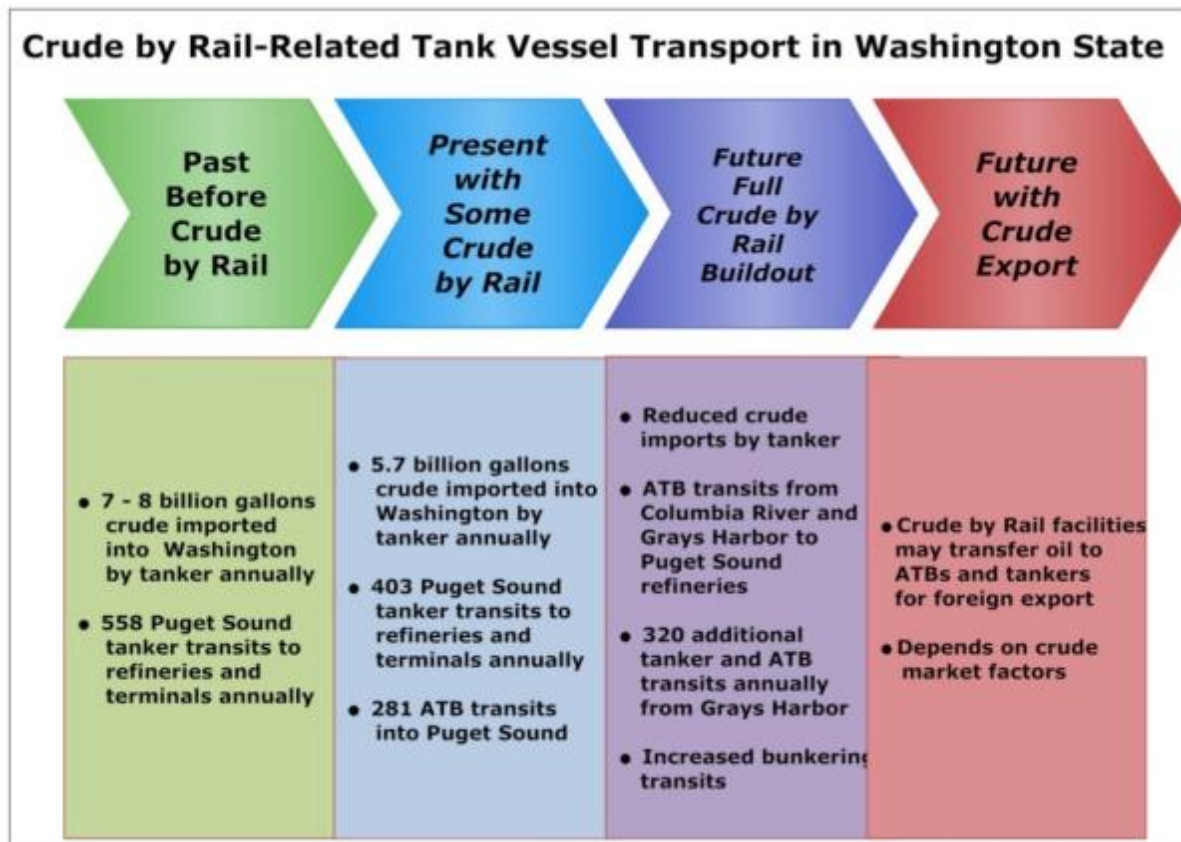 Crude by Rail-Related Tank Vessel Transport in Washington State
Past
Before
Crude
by Rail
Present
with
Some
Crude
by Rail
Future
Full
Crude by
Rail
Buildout
Future
with
Crude
Export
• 7 - 8 billion gallons
crude imported
into Washington
by tanker annually
• 558 Puget Sound
tanker transits to
refineries and
terminals annually
• 5.7 billion gallons
crude imported into
Washington by
tanker annually
• 403 Puget Sound
tanker transits to
refineries and
terminals annually
• 281 ATB transits
into Puget Sound
• Reduced crude
imports by tanker
• ATB transits from
Columbia River and
Grays Harbor to
Puget Sound
refineries
• 320 additional
tanker and ATB
transits annually
from Grays Harbor
• Increased bunkering
transits
• Crude by Rail facilities
may transfer oil to
ATBs and tankers
for foreign export
• Depends on crude
market factors